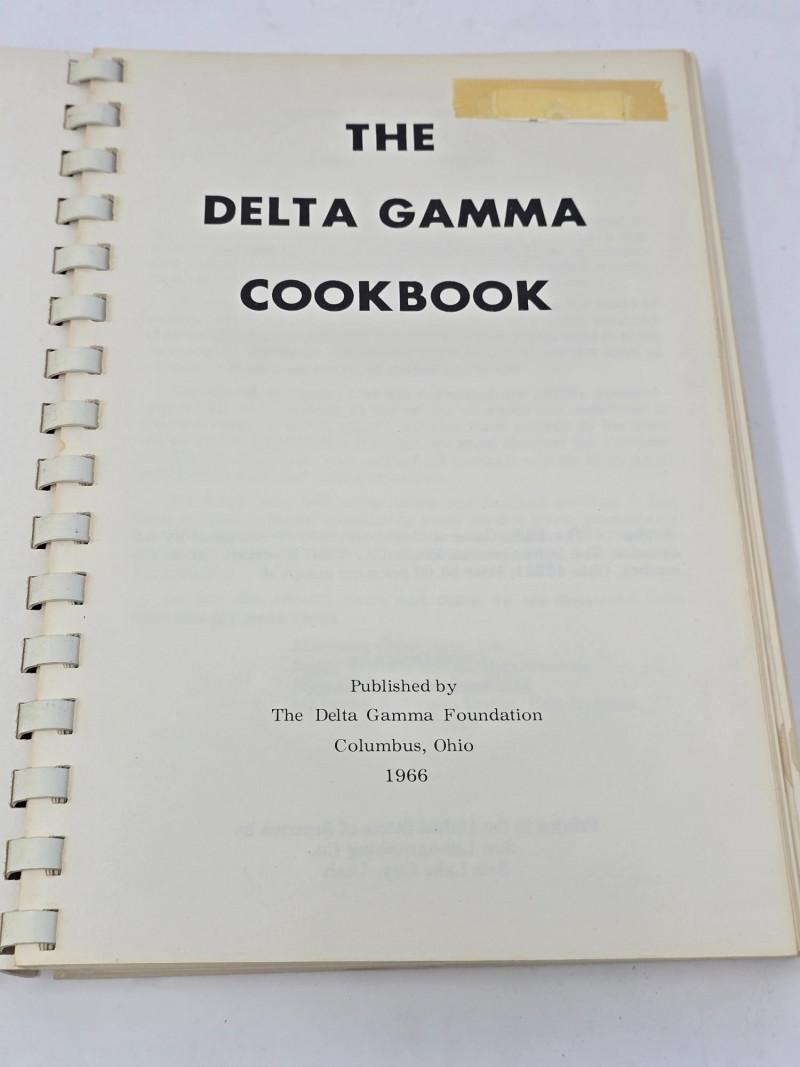 THE
DELTA GAMMA
COOKBOOK
Published by
The Delta Gamma Foundation
Columbus, Ohio
1966